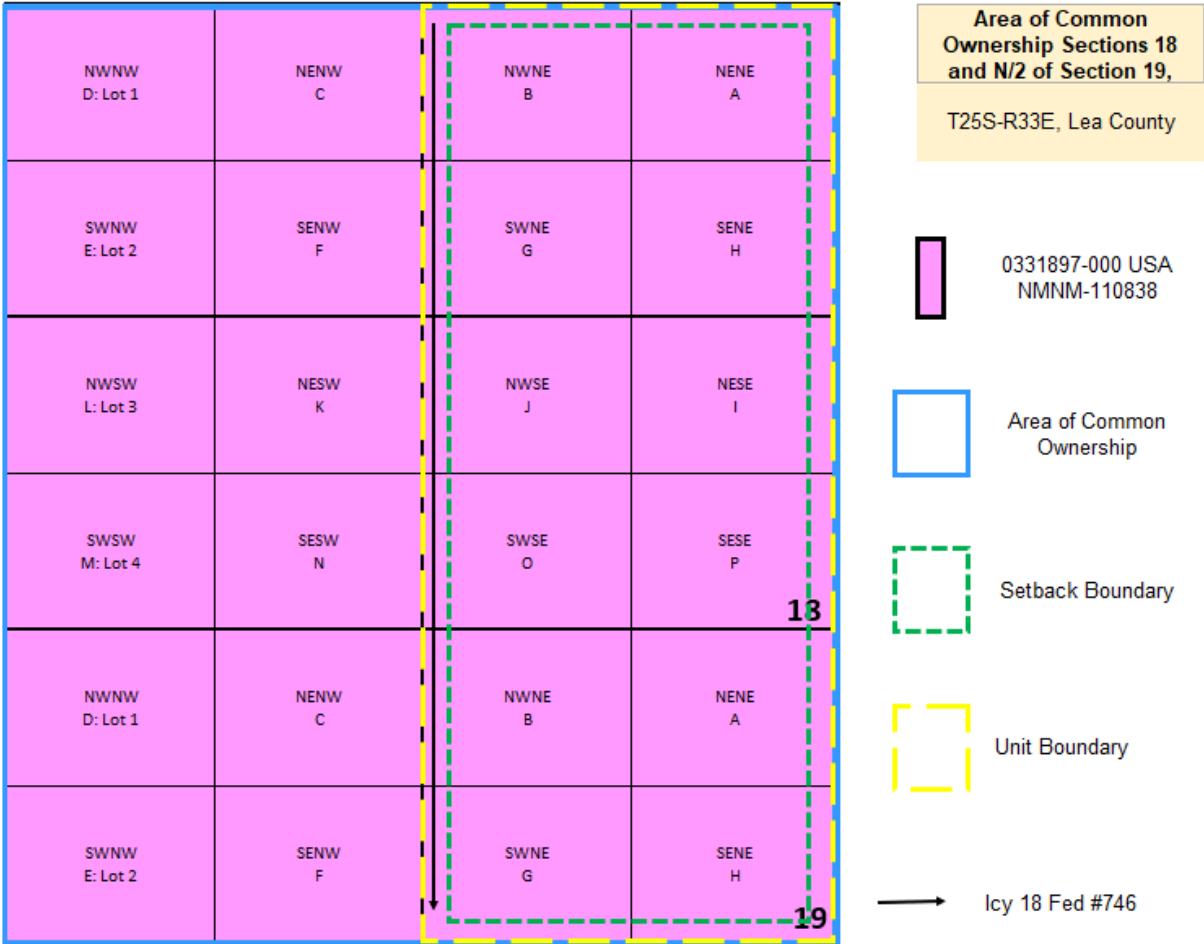 NWNW
D: Lot 1
NENW
C
NWNE
B
NENE
A
SWNW
E: Lot 2
SENW
F
SWNE
G
SENE
H
NWSW
L: Lot 3
NESW
K
NWSE
J
NESE
I
SWSW
M: Lot 4
SESW
N
SWSE
O
SESE
P
18
NWNW
D: Lot 1
NENW
C
NWNE
B
NENE
A
SWNW
E: Lot 2
SENW
F
SWNE
G
SENE
H
19
Area of Common
Ownership Sections 18
and N/2 of Section 19,
T25S-R33E, Lea County
0331897-000 USA
NMNM-110838
Area of Common
Ownership
Setback Boundary
Unit Boundary
Icy 18 Fed #746